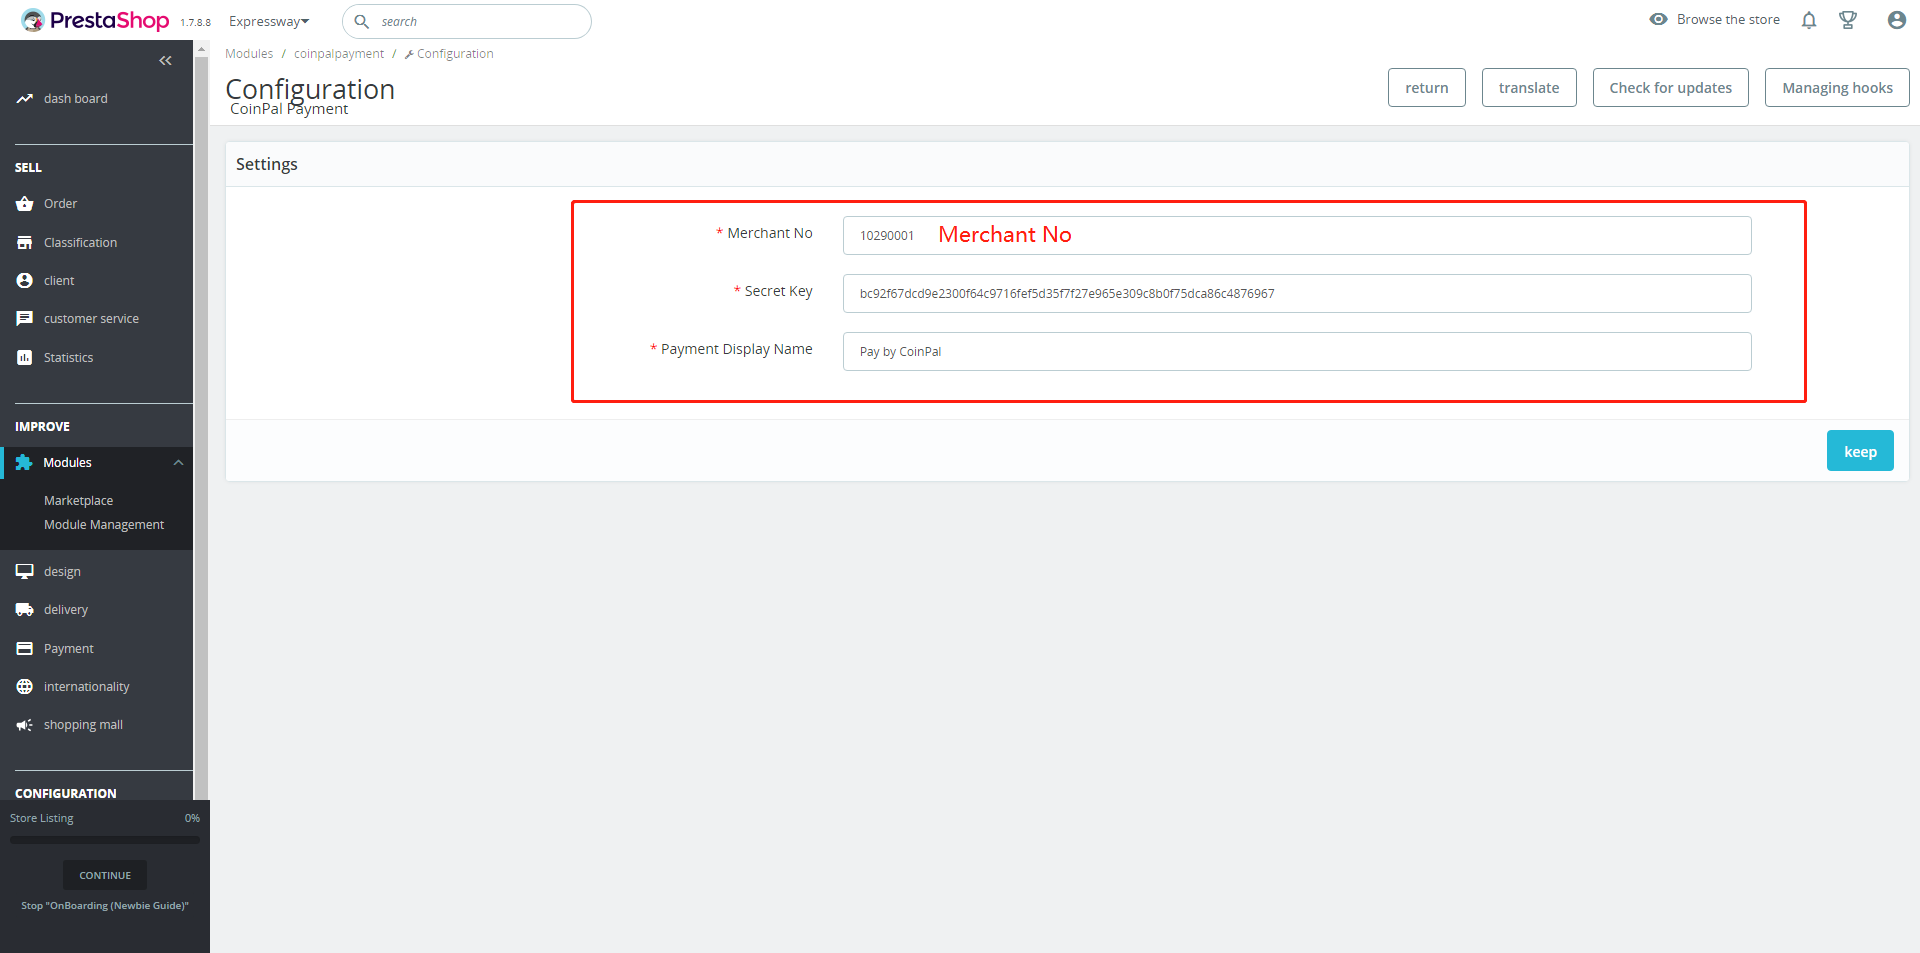 PrestaShop 1.7.8.8 Expressway search Browse the store
Modules / coinpalpayment / Configuration
Configuration
CoinPal Payment
return translate Check for updates Managing hooks
dash board
SELL
Order
Classification
client
customer service
Statistics
IMPROVE
Modules
Marketplace
Module Management
design
delivery
Payment
internationality
shopping mall
CONFIGURATION
Store Listing 0%
CONTINUE
Stop "OnBoarding (Newbie Guide)"
Settings
* Merchant No 10290001 Merchant No
* Secret Key bc92f67dcd9e2300f64c9716fef5d35f7f27e965e309c8b0f75dca86c4876967
* Payment Display Name Pay by CoinPal
keep